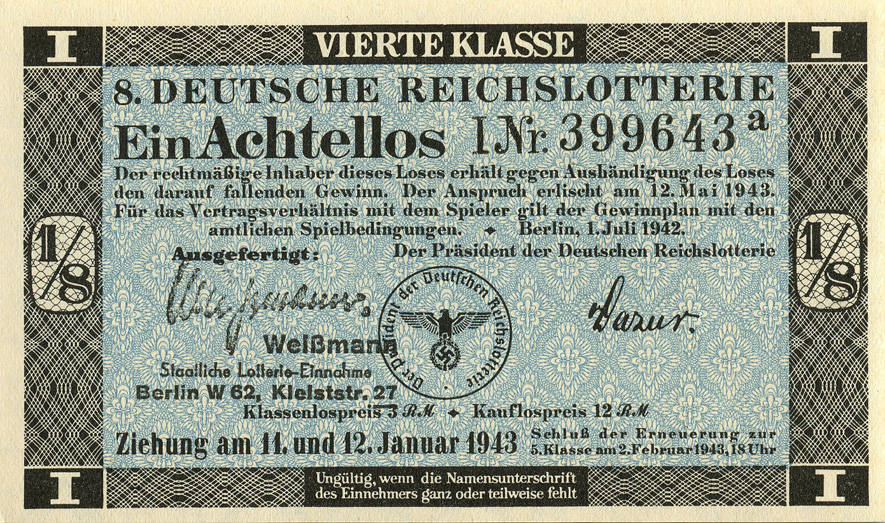 I VIERTE KLASSE I
8. DEUTSCHE REICHSLOTTERIE
Ein Achtellos I Nr. 399643 a
Der rechtmäßige Inhaber dieses Loses erhält gegen Aushändigung des Loses
den darauf fallenden Gewinn. Der Anspruch erlischt am 12. Mai 1943.
Für das Vertragsverhältnis mit dem Spieler gilt der Gewinnplan mit den
amtlichen Spielbedingungen. ◆ Berlin, 1. Juli 1942.
1/8
1/8
Ausgefertigt:
Der Präsident der Deutschen Reichslotterie
Der Präsident der Deutschen Reichslotterie
Dazur.
Weißmann
Staatliche Lotterie-Einnahme
Berlin W 62, Kleiststr. 27
Klassenlospreis 3 RM ◆ Kauflospreis 12 RM
Ziehung am 11. und 12. Januar 1943
Schluß der Erneuerung zur
5. Klasse am 2. Februar 1943, 18 Uhr
I
Ungültig, wenn die Namensunterschrift
des Einnehmers ganz oder teilweise fehlt
I